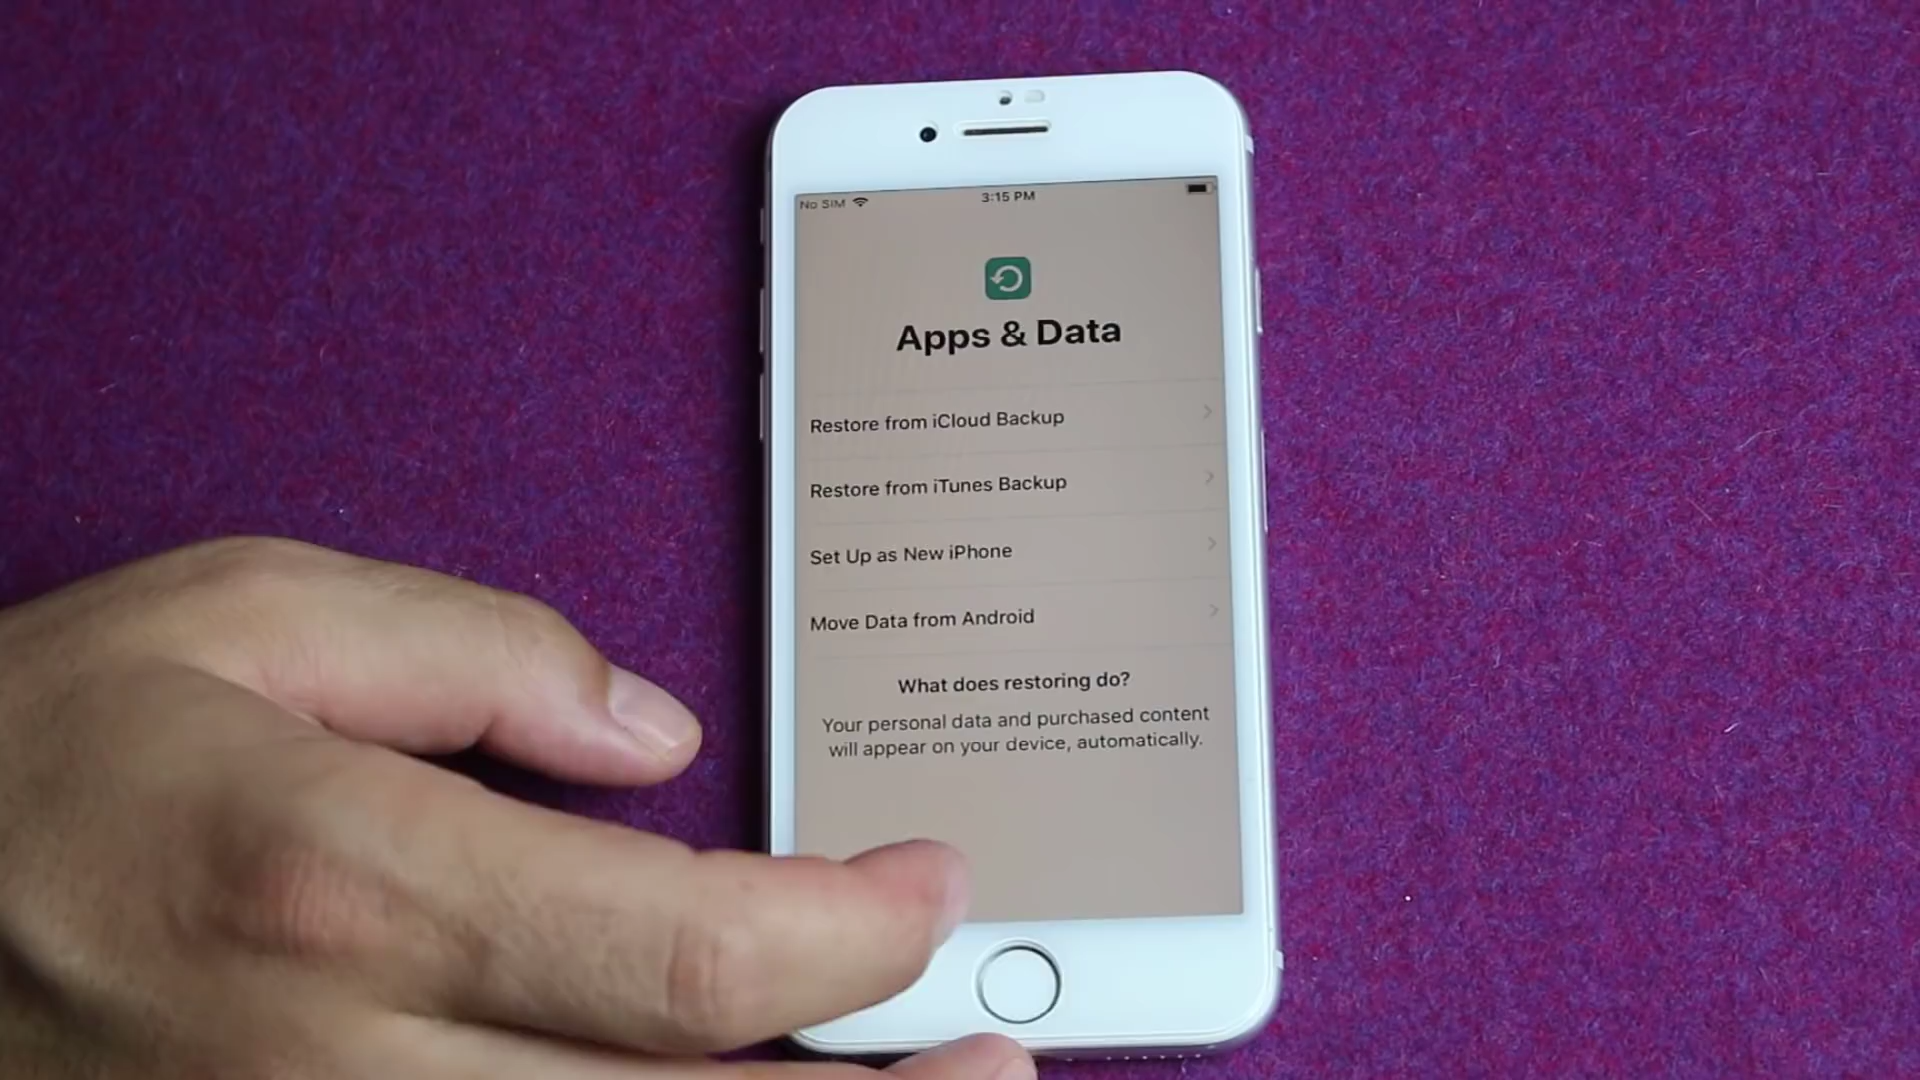 No SIM 3:15 PM
Apps & Data
Restore from iCloud Backup
Restore from iTunes Backup
Set Up as New iPhone
Move Data from Android
What does restoring do?
Your personal data and purchased content
will appear on your device, automatically.